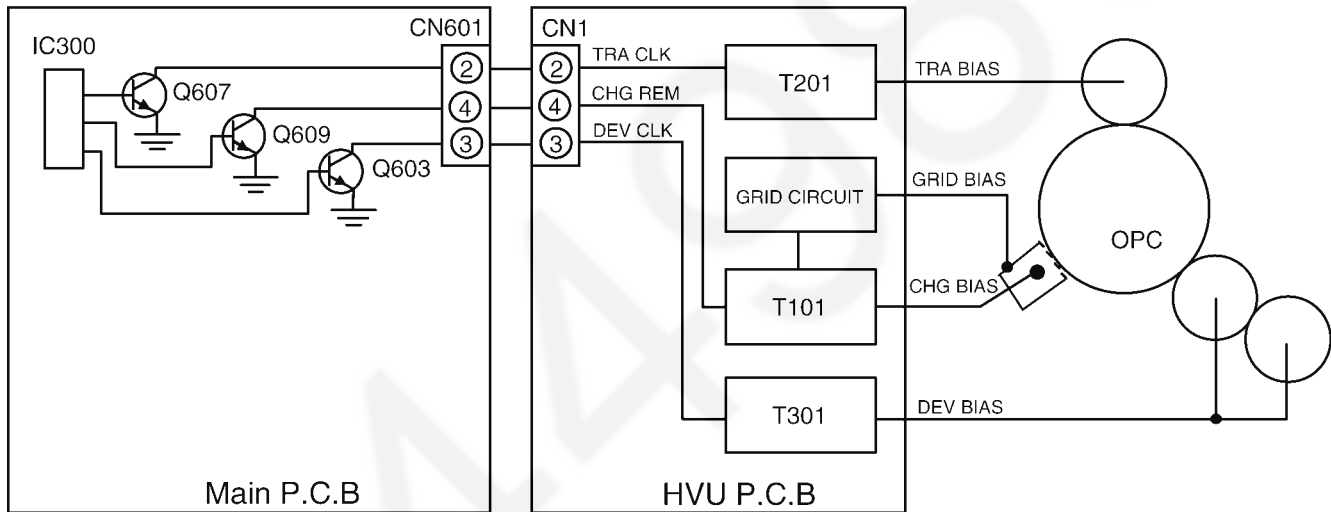 IC300
Q607
Q609
Q603
CN601
2
4
3
Main P.C.B
CN1
2
4
3
TRA CLK
CHG REM
DEV CLK
T201
GRID CIRCUIT
T101
T301
HVU P.C.B
TRA BIAS
GRID BIAS
CHG BIAS
DEV BIAS
OPC